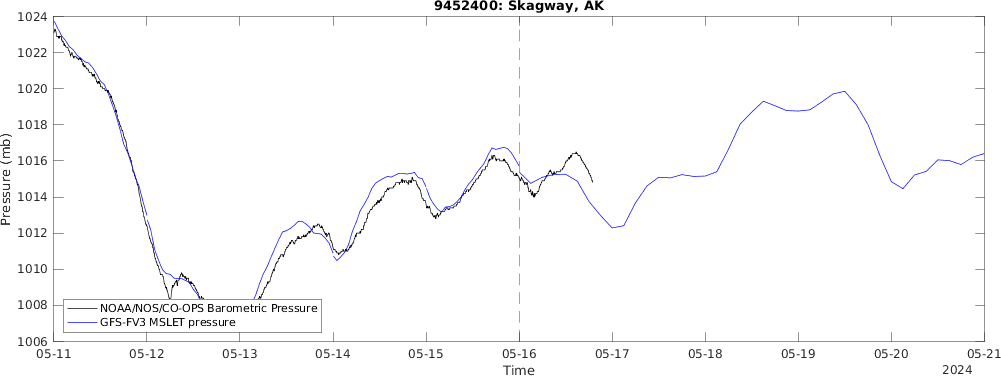 9452400: Skagway, AK
Pressure (mb)
1024
1022
1020
1018
1016
1014
1012
1010
1008
1006
NOAA/NOS/CO-OPS Barometric Pressure
GFS-FV3 MSLET pressure
05-11 05-12 05-13 05-14 05-15 05-16 05-17 05-18 05-19 05-20 05-21
Time
2024